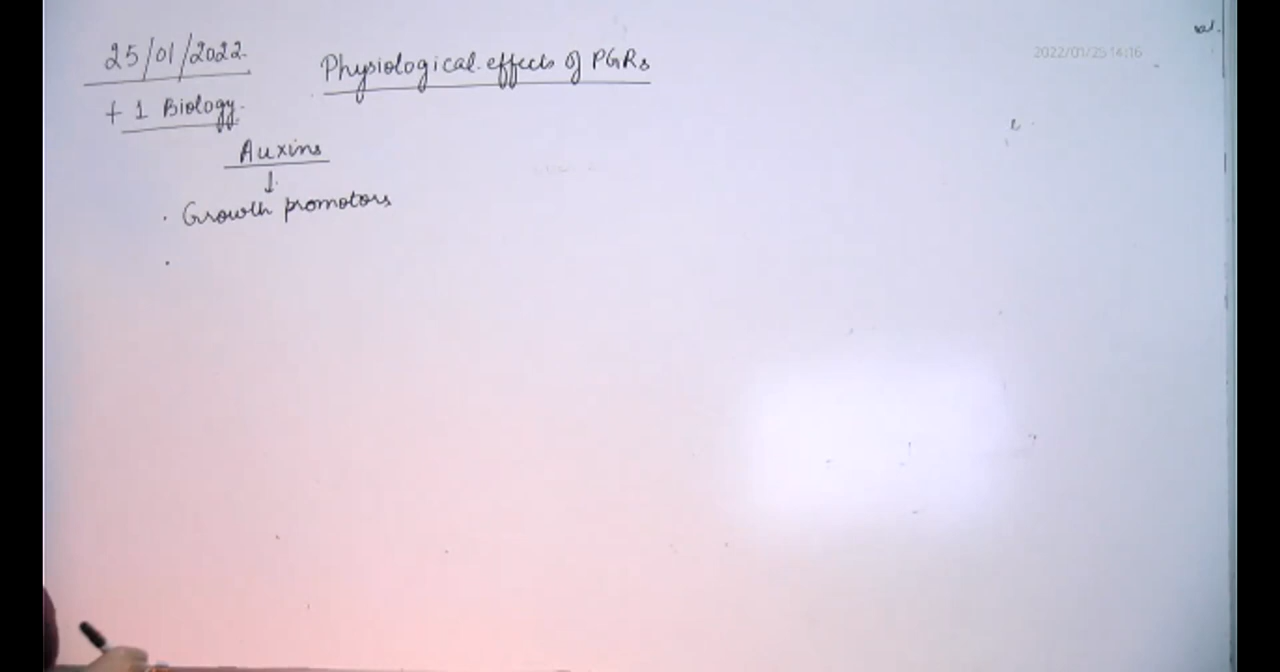 25/01/2022
Physiological effects of PGRs
2022/01/25 14:16
+ 1 Biology
Auxins
↓
. Growth promotors
.